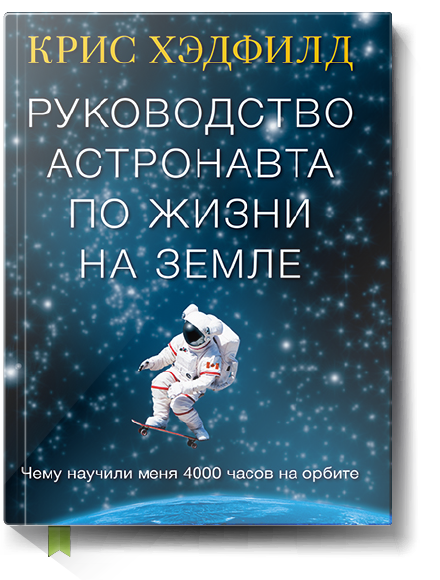 КРИС ХЭДФИЛД
РУКОВОДСТВО
АСТРОНАВТА
ПО ЖИЗНИ
НА ЗЕМЛЕ
Чему научили меня 4000 часов на орбите